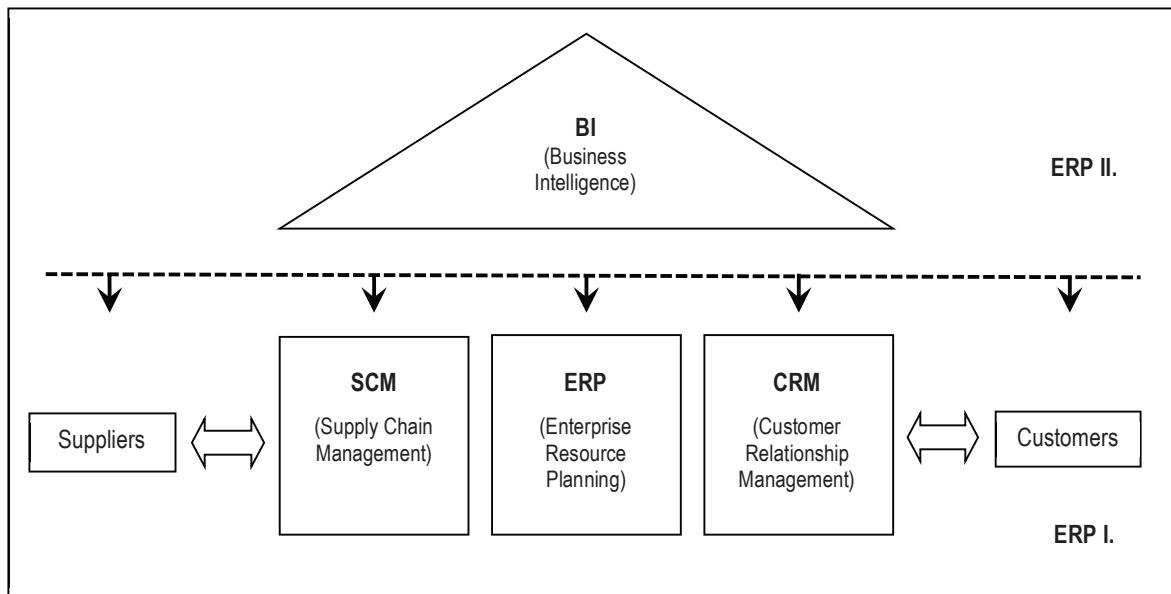 BI
(Business
Intelligence)
ERP II.
SCM
(Supply Chain
Management)
ERP
(Enterprise
Resource
Planning)
CRM
(Customer
Relationship
Management)
Suppliers
Customers
ERP I.